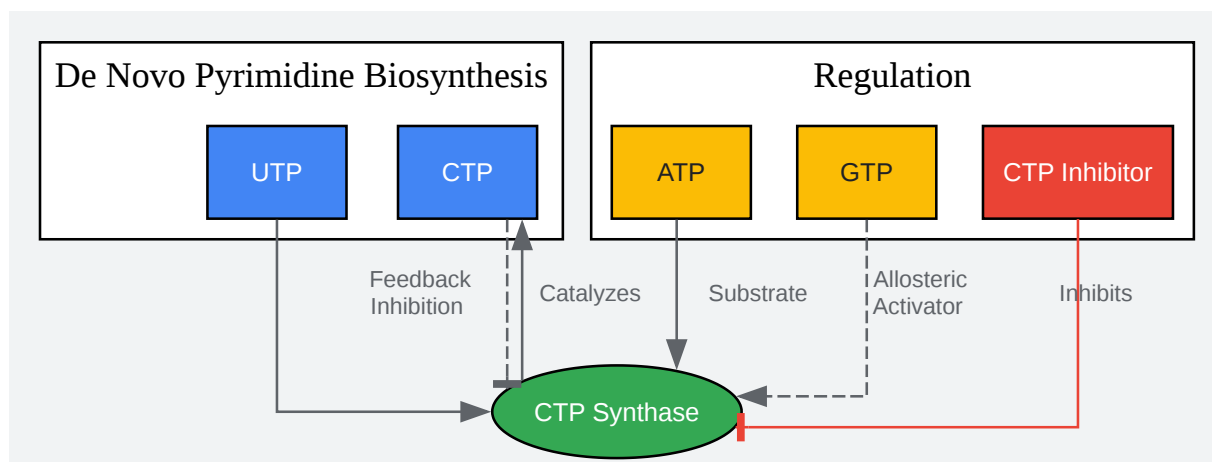 De Novo Pyrimidine Biosynthesis
Regulation
UTP
CTP
ATP
GTP
CTP Inhibitor
Feedback
Inhibition
Catalyzes
Substrate
Allosteric
Activator
Inhibits
CTP Synthase